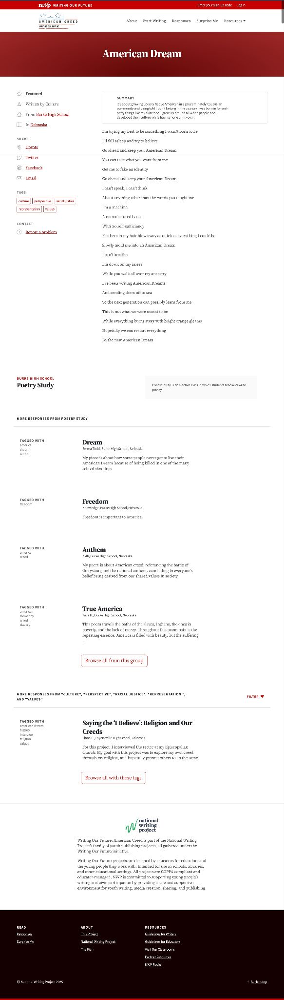 nwp WRITING OUR FUTURE
Enter your sign-up code Log in
AMERICAN CREED
WRITING OUR FUTURE
About Start Writing Responses Surprise Me Resources
American Dream
Featured
Written by Culture
From Burke High School
In Nebraska
SHARE
Upvote
Twitter
Facebook
Email
TAGS
culture perspective racial justice
representation values
CONTACT
Report a problem
SUMMARY
It's about growing up as a Native American in a predominately Caucasian
community and being told I don't belong in the country I was born in for such
petty things like my skin tone. I grew up around all white people and
developed their culture while having none of my own.
I'm trying my best to be something I wasn't born to be
I'll fall asleep and try to believe
Go ahead and keep your American Dream
You can take what you want from me
Get me to fake an identity
Go ahead and keep your American Dream
I can't speak, I can't think
About anything other than the words you taught me
I'm a machine
A manufactured beast
With no self-sufficiency
Feathers in my hair blow away as quick as everything I could be
Slowly mold me into an American Dream
I can't breathe
I'm down on my knees
While you walk all over my ancestry
I've been writing American Dreams
And sending them off to sea
So the next generation can possibly learn from me
This is not what we were meant to be
While everything burns away with bright orange gleams
Hopefully we can restart everything
Be the new American Dream
BURKE HIGH SCHOOL
Poetry Study
Poetry Study is an elective class in which students read and write
poetry.
MORE RESPONSES FROM POETRY STUDY
TAGGED WITH
america
dream
school
Dream
Emma Todd, Burke High School, Nebraska
My piece is about how some people never get to live their
American Dream because of being killed in one of the many
school shootings.
TAGGED WITH
freedom
Freedom
Knowledge, Burke High School, Nebraska
Freedom is important to America.
TAGGED WITH
america
creed
Anthem
KMR, Burke High School, Nebraska
My poem is about American creed; referencing the battle of
Gettysburg and the national anthem, concluding to everyone's
belief being derived from our shared values in society
TAGGED WITH
american
clemency
creed
slavery
True America
Taija B., Burke High School, Nebraska
This poem travels the paths of the slaves, Indians, the ones in
poverty, and the lack of mercy. Throughout this poem pain is the
repeating essence. America is filled with beauty, but the suffering
...
Browse all from this group
MORE RESPONSES FROM "CULTURE", "PERSPECTIVE", "RACIAL JUSTICE", "REPRESENTATION ",
AND "VALUES"
FILTER
TAGGED WITH
american dream
history
interview
religion
values
Saying the ‘I Believe’: Religion and Our
Creeds
Fiona E., Fayetteville High School, Arkansas
For this project, I interviewed the rector at my Episcopalian
church. My goal with this project was to explore my own creed
through my religion, and hopefully prompt others to do the same.
Browse all with these tags
national
writing
project
Writing Our Future: American Creed is part of the National Writing
Project's family of youth publishing projects, all gathered under the
Writing Our Future initiative.
Writing Our Future projects are designed by educators for educators and
the young people they work with. Intended for use in schools, libraries,
and other educational settings. All projects are COPPA compliant and
educator-managed. NWP is committed to supporting young people's
writing and civic participation by providing a safe and supportive
environment for youth writing, media creation, sharing, and publishing.
READ
Responses
Surprise Me
ABOUT
This Project
National Writing Project
The Film
RESOURCES
Guidelines for Writers
Guidelines for Educators
Visit Our Classrooms
Partner Resources
NWP Radio
© National Writing Project 2025
↑ Back to top